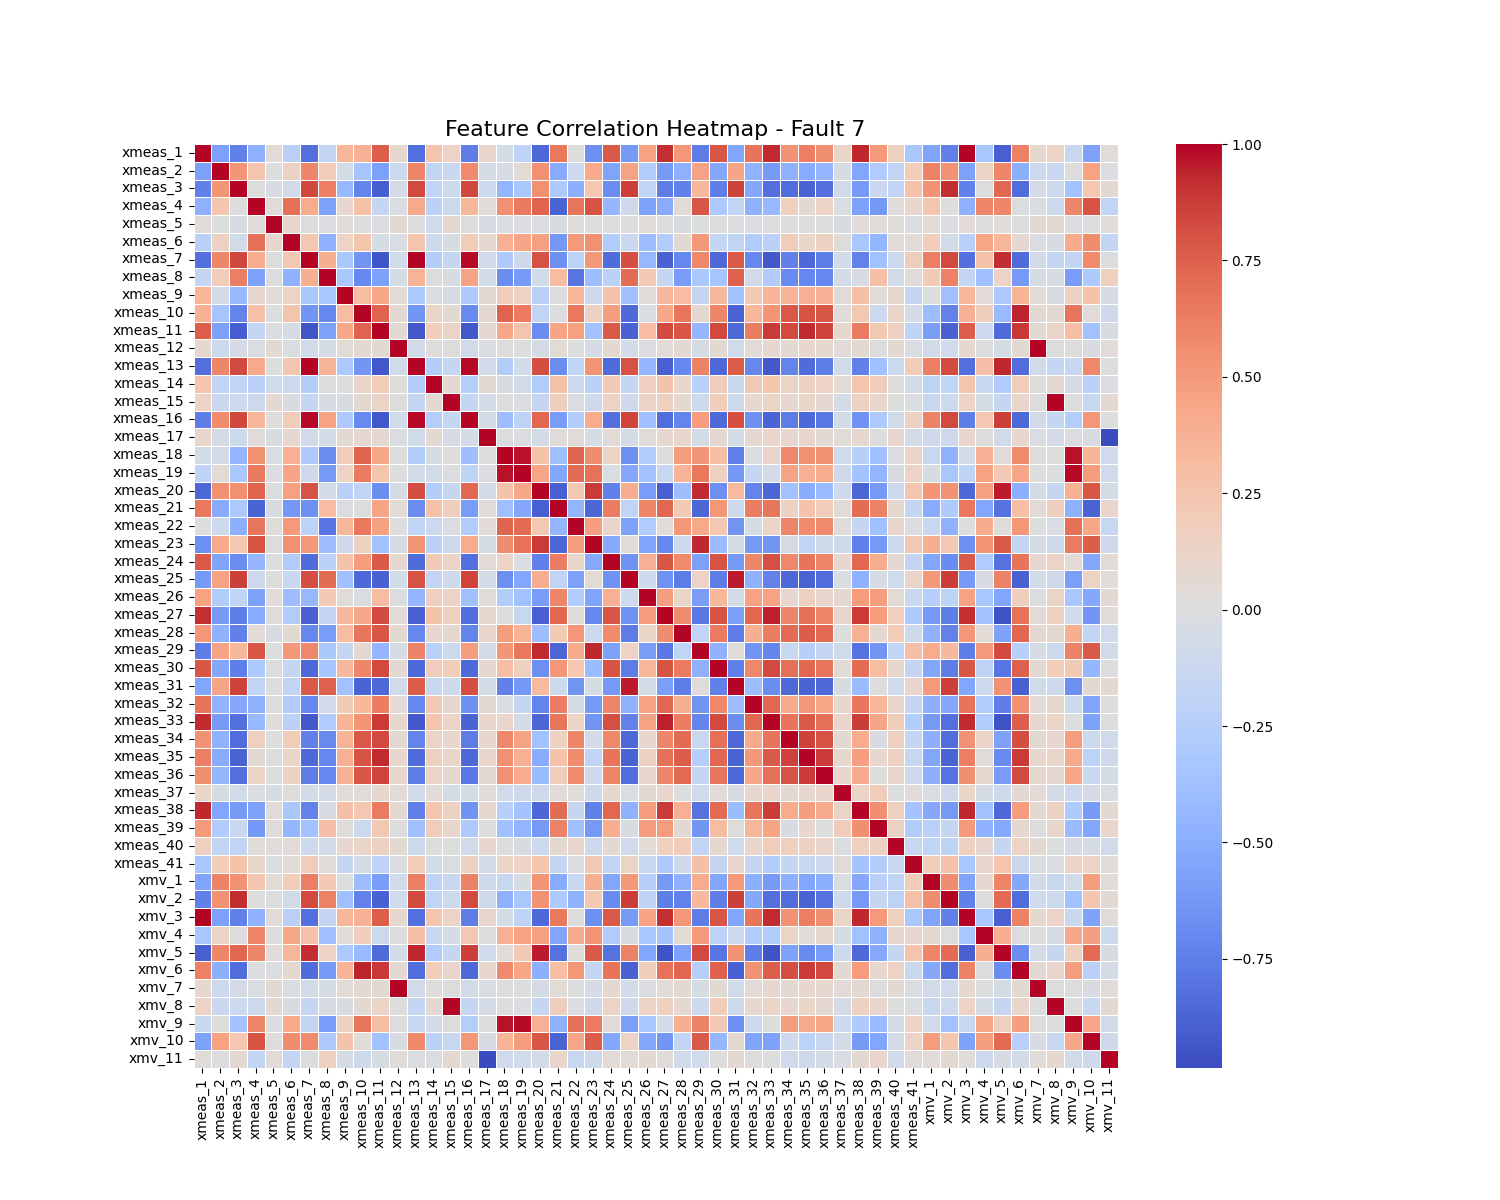 Feature Correlation Heatmap - Fault 7
xmeas_1
xmeas_2
xmeas_3
xmeas_4
xmeas_5
xmeas_6
xmeas_7
xmeas_8
xmeas_9
xmeas_10
xmeas_11
xmeas_12
xmeas_13
xmeas_14
xmeas_15
xmeas_16
xmeas_17
xmeas_18
xmeas_19
xmeas_20
xmeas_21
xmeas_22
xmeas_23
xmeas_24
xmeas_25
xmeas_26
xmeas_27
xmeas_28
xmeas_29
xmeas_30
xmeas_31
xmeas_32
xmeas_33
xmeas_34
xmeas_35
xmeas_36
xmeas_37
xmeas_38
xmeas_39
xmeas_40
xmeas_41
xmv_1
xmv_2
xmv_3
xmv_4
xmv_5
xmv_6
xmv_7
xmv_8
xmv_9
xmv_10
xmv_11
xmeas_1
xmeas_2
xmeas_3
xmeas_4
xmeas_5
xmeas_6
xmeas_7
xmeas_8
xmeas_9
xmeas_10
xmeas_11
xmeas_12
xmeas_13
xmeas_14
xmeas_15
xmeas_16
xmeas_17
xmeas_18
xmeas_19
xmeas_20
xmeas_21
xmeas_22
xmeas_23
xmeas_24
xmeas_25
xmeas_26
xmeas_27
xmeas_28
xmeas_29
xmeas_30
xmeas_31
xmeas_32
xmeas_33
xmeas_34
xmeas_35
xmeas_36
xmeas_37
xmeas_38
xmeas_39
xmeas_40
xmeas_41
xmv_1
xmv_2
xmv_3
xmv_4
xmv_5
xmv_6
xmv_7
xmv_8
xmv_9
xmv_10
xmv_11
1.00
0.75
0.50
0.25
0.00
−0.25
−0.50
−0.75